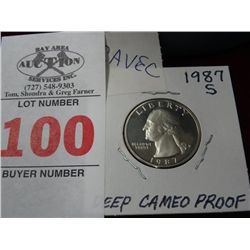 BAY AREA
AUCTION
SERVICES INC.
(727) 548-9303
Tom, Shondra & Greg Farner
LOT NUMBER
100
BUYER NUMBER
AVEC
1987
S
LIBERTY
IN GOD WE TRUST
1987
DEEP CAMEO PROOF